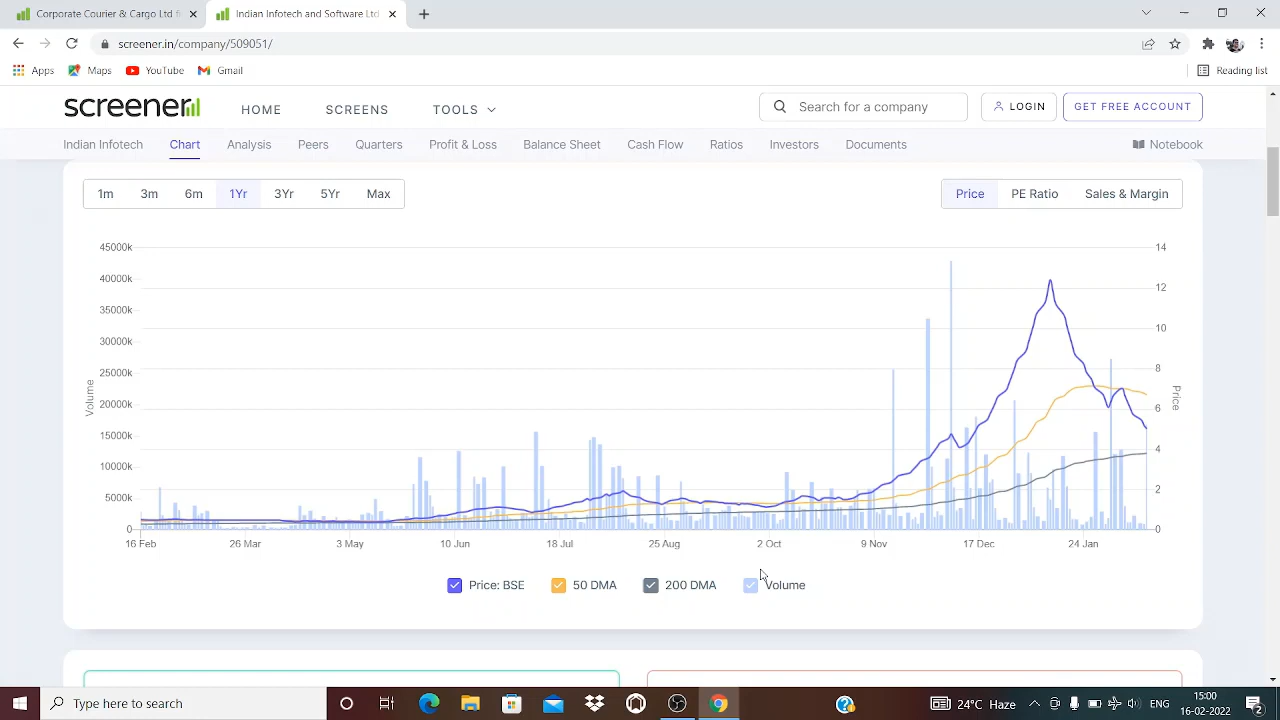 Corporate Courier & Cargo Ltd fi
Indian Infotech and Software Ltd
screener.in/company/509051/
Apps Maps YouTube Gmail Reading list
screener HOME SCREENS TOOLS Search for a company LOGIN GET FREE ACCOUNT
Indian Infotech Chart Analysis Peers Quarters Profit & Loss Balance Sheet Cash Flow Ratios Investors Documents Notebook
1m 3m 6m 1Yr 3Yr 5Yr Max Price PE Ratio Sales & Margin
45000k 14
40000k 12
35000k
30000k 10
25000k 8
20000k 6
15000k 4
10000k
5000k 2
0 0
Volume
Price
16 Feb 26 Mar 3 May 10 Jun 18 Jul 25 Aug 2 Oct 9 Nov 17 Dec 24 Jan
Price: BSE 50 DMA 200 DMA Volume
Type here to search 24°C Haze ENG 15:00
16-02-2022 2